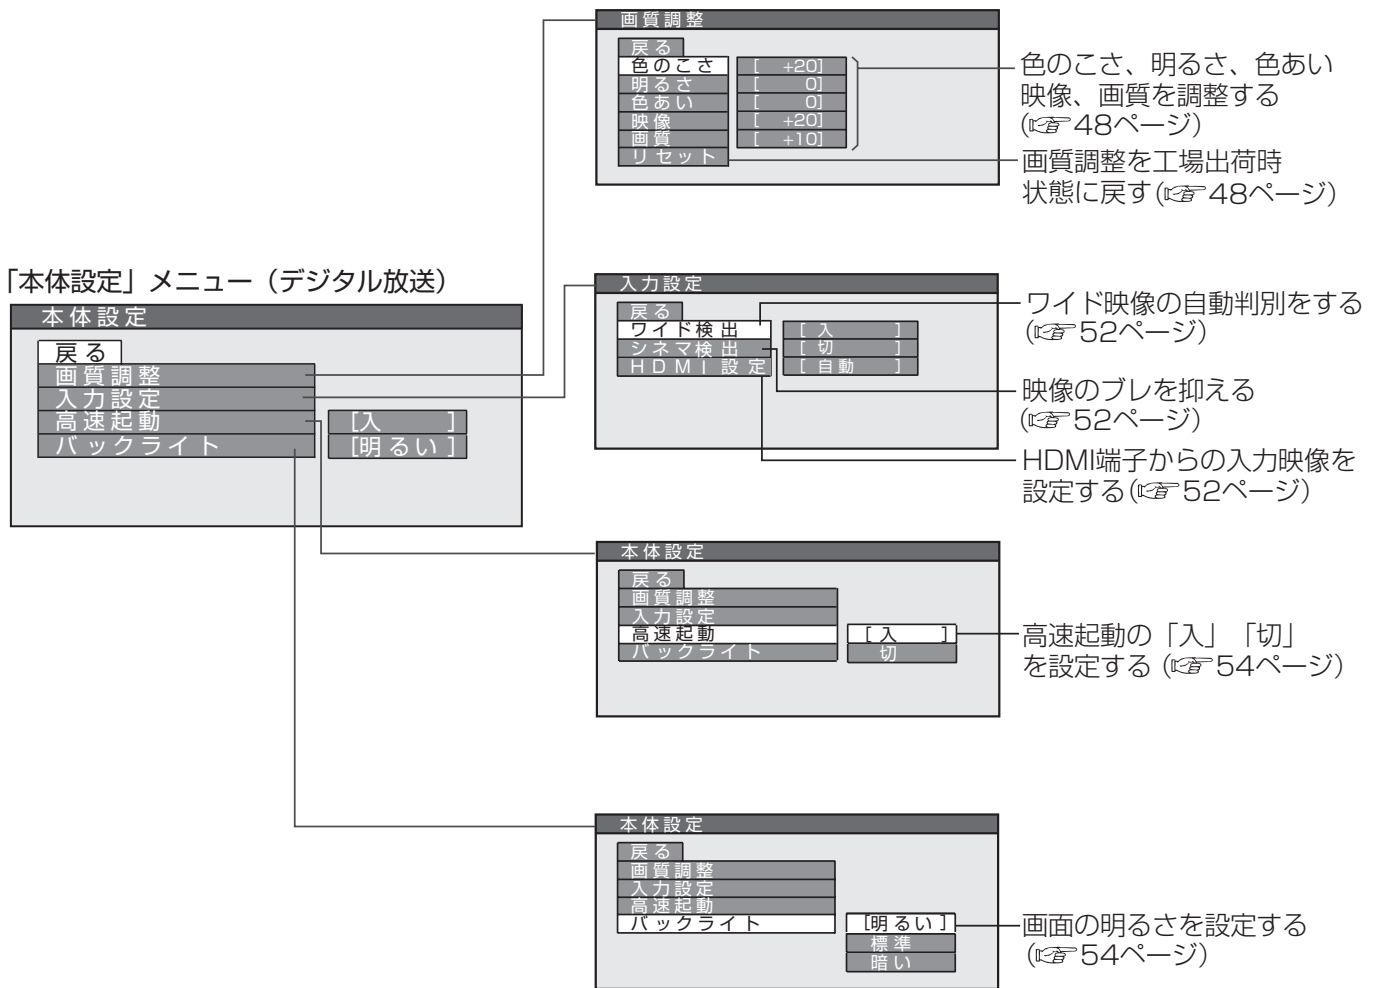 画質調整
戻る
色のこさ [ +20]
明るさ [ 0]
色あい [ 0]
映像 [ +20]
画質 [ +10]
リセット
色のこさ、明るさ、色あい
映像、画質を調整する
(☞48ページ)
画質調整を工場出荷時
状態に戻す(☞48ページ)
「本体設定」メニュー（デジタル放送）
本体設定
戻る
画質調整
入力設定
高速起動 [入 ]
バックライト [明るい]
入力設定
戻る
ワイド検出 [入 ]
シネマ検出 [切 ]
HDMI設定 [自動 ]
ワイド映像の自動判別をする
(☞52ページ)
映像のブレを抑える
(☞52ページ)
HDMI端子からの入力映像を
設定する(☞52ページ)
本体設定
戻る
画質調整
入力設定
高速起動 [入 ]
バックライト 切
高速起動の「入」「切」
を設定する (☞54ページ)
本体設定
戻る
画質調整
入力設定
高速起動
バックライト [明るい]
標準
暗い
画面の明るさを設定する
(☞54ページ)